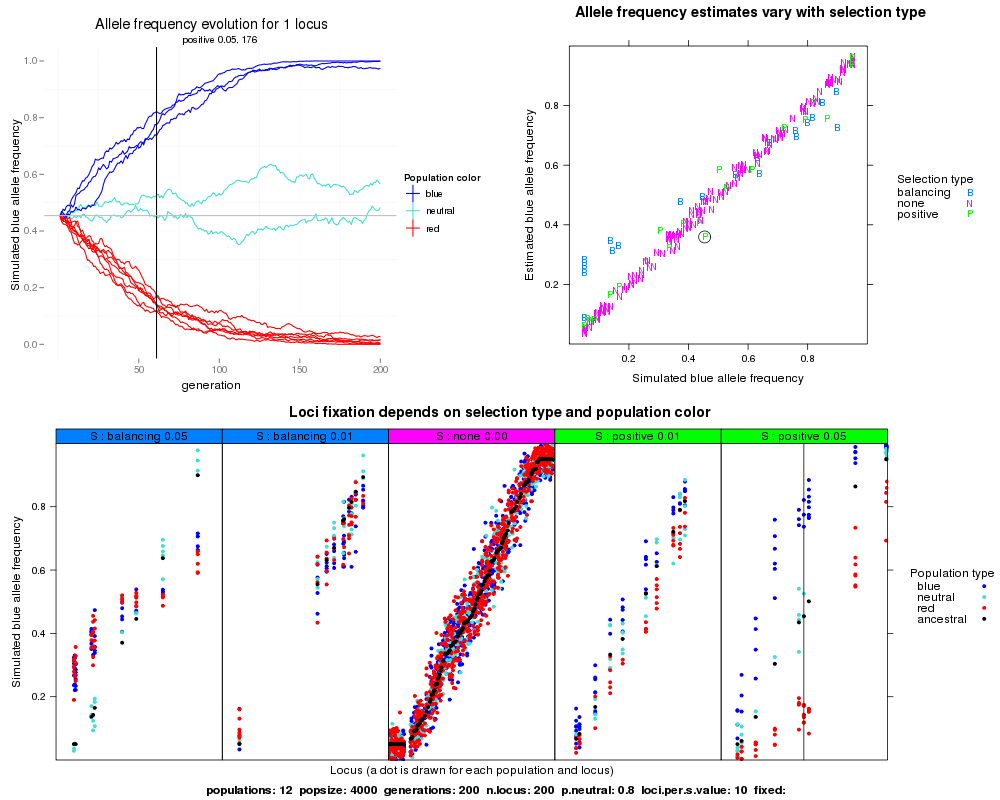 Allele frequency evolution for 1 locus
positive 0.05, 176
Simulated blue allele frequency
1.0
0.8
0.6
0.4
0.2
0.0
50
100
150
200
generation
Population color
blue
neutral
red
Allele frequency estimates vary with selection type
Estimated blue allele frequency
0.8
0.6
0.4
0.2
0.2
0.4
0.6
0.8
Simulated blue allele frequency
Selection type
balancing B
none N
positive P
Loci fixation depends on selection type and population color
S : balancing 0.05
S : balancing 0.01
S : none 0.00
S : positive 0.01
S : positive 0.05
Simulated blue allele frequency
0.8
0.6
0.4
0.2
Locus (a dot is drawn for each population and locus)
Population type
blue
neutral
red
ancestral
populations: 12 popsize: 4000 generations: 200 n.locus: 200 p.neutral: 0.8 loci.per.s.value: 10 fixed: